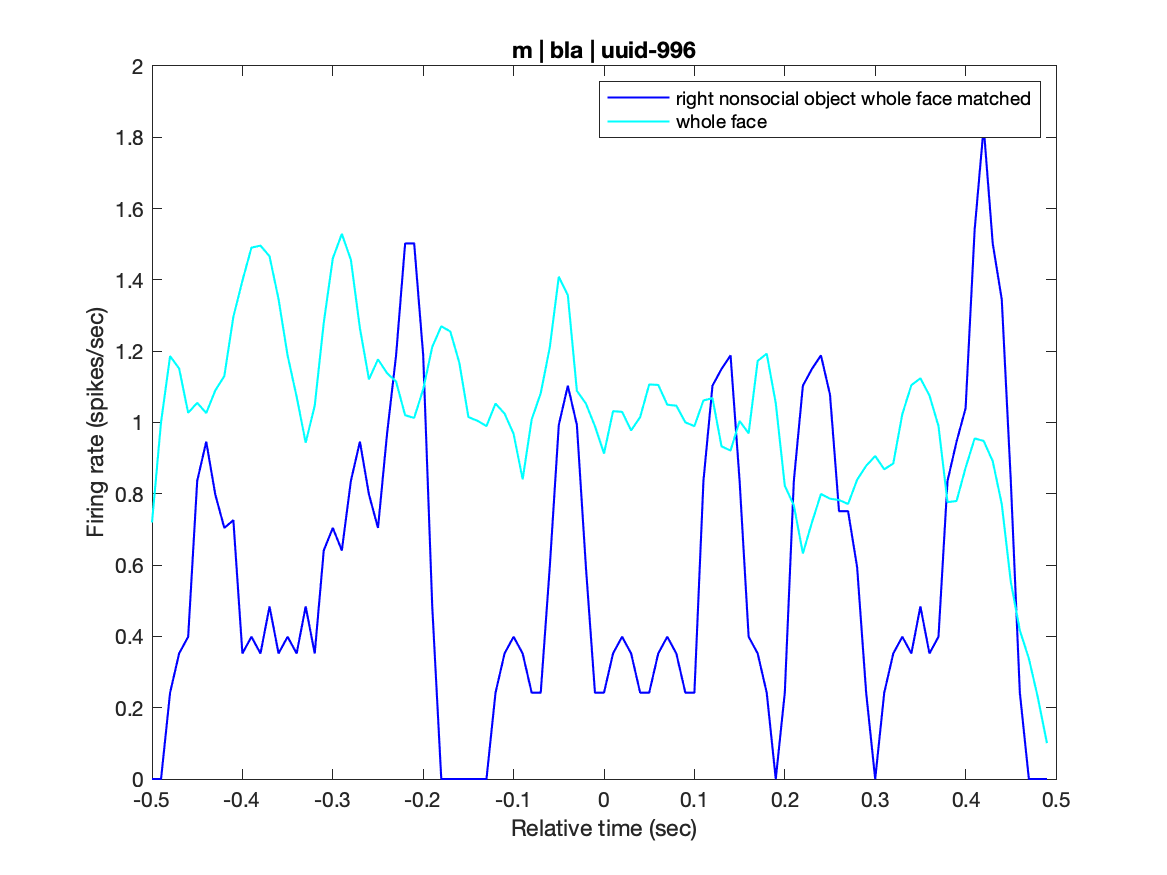 m | bla | uuid-996
right nonsocial object whole face matched
whole face
Firing rate (spikes/sec)
2
1.8
1.6
1.4
1.2
1
0.8
0.6
0.4
0.2
0
-0.5 -0.4 -0.3 -0.2 -0.1 0 0.1 0.2 0.3 0.4 0.5
Relative time (sec)